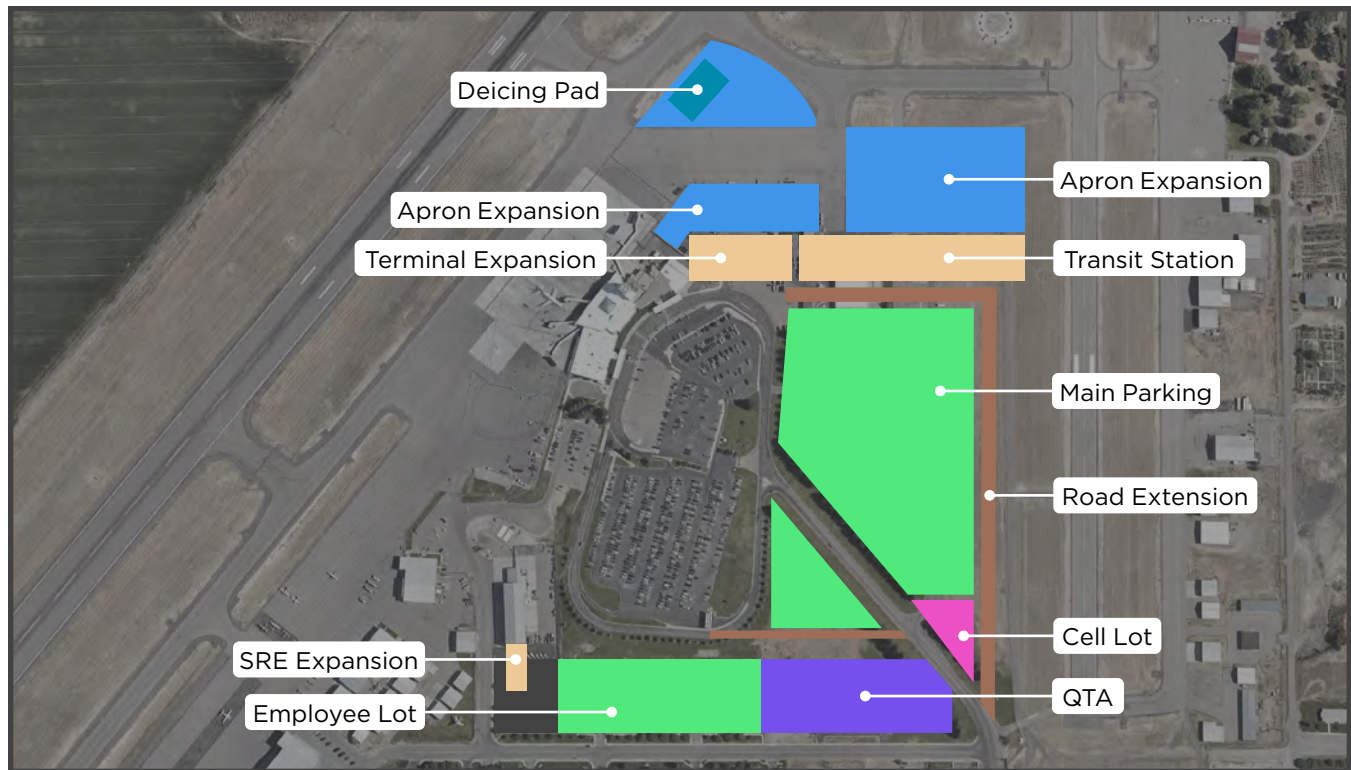 Deicing Pad
Apron Expansion
Apron Expansion
Terminal Expansion
Transit Station
Main Parking
Road Extension
Cell Lot
SRE Expansion
QTA
Employee Lot